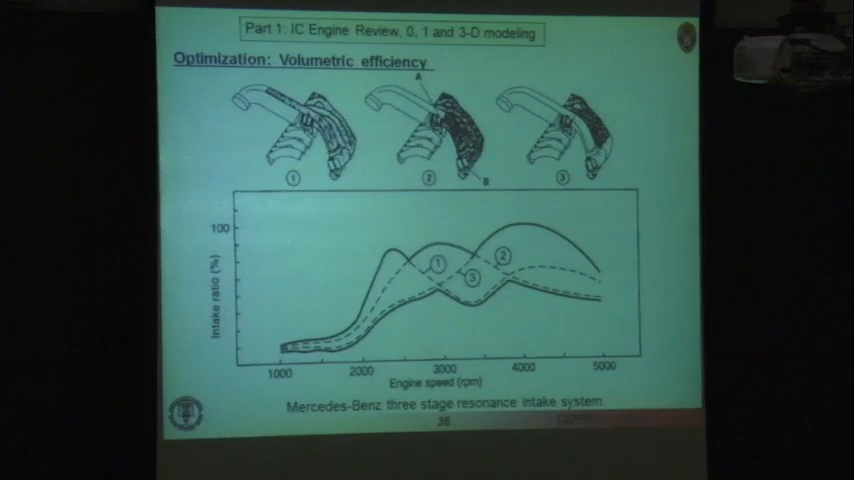 Part 1: IC Engine Review, 0, 1 and 3-D modeling
Optimization: Volumetric efficiency
A
B
1
2
3
100
Intake ratio (%)
1
2
3
1000
2000
3000
4000
5000
Engine speed (rpm)
Mercedes-Benz three stage resonance intake system
36